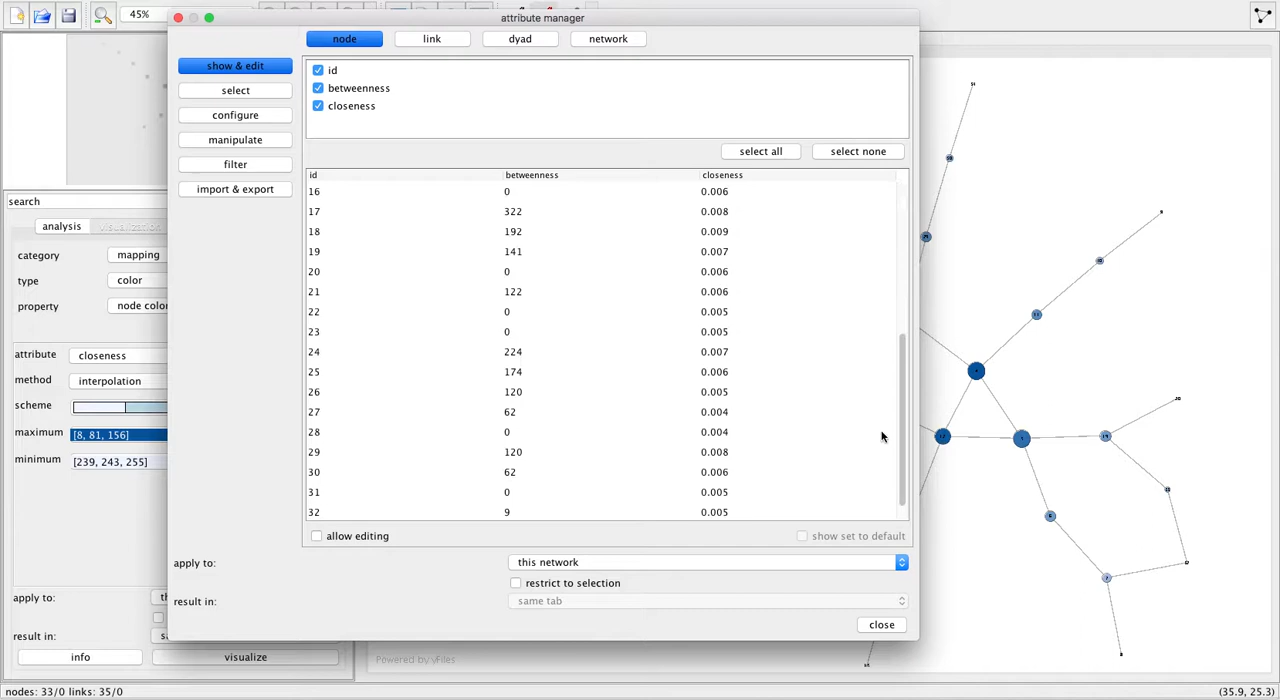 45%
attribute manager
node link dyad network
show & edit
select
configure
manipulate
filter
import & export
id
betweenness
closeness
select all select none
id betweenness closeness
16 0 0.006
17 322 0.008
18 192 0.009
19 141 0.007
20 0 0.006
21 122 0.006
22 0 0.005
23 0 0.005
24 224 0.007
25 174 0.006
26 120 0.005
27 62 0.004
28 0 0.004
29 120 0.008
30 62 0.006
31 0 0.005
32 9 0.005
allow editing show set to default
apply to: this network
restrict to selection
result in: same tab
close
search
analysis visualization
category mapping
type color
property node color
attribute closeness
method interpolation
scheme
maximum [8, 81, 156]
minimum [239, 243, 255]
apply to:
result in:
info visualize
Powered by yFiles
nodes: 33/0 links: 35/0 (35.9, 25.3)